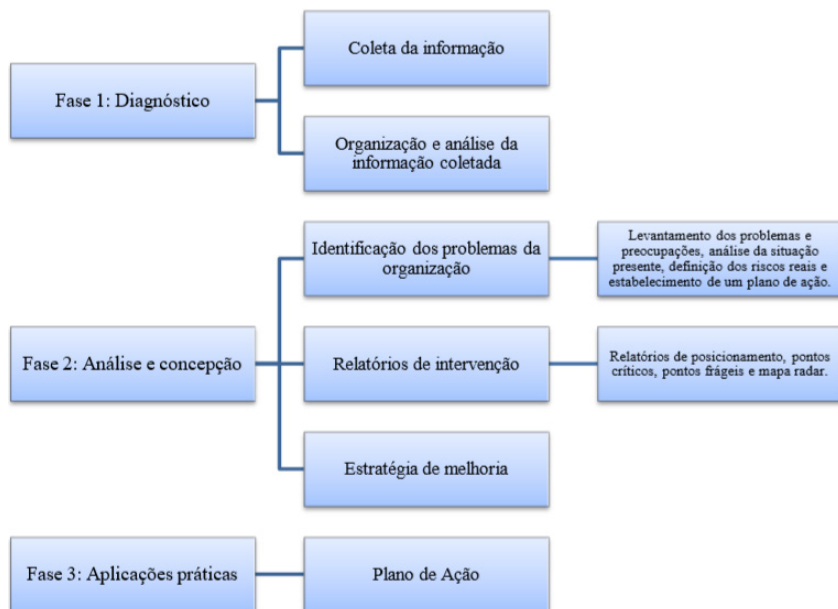 Coleta da informação
Fase 1: Diagnóstico
Organização e análise da
informação coletada
Identificação dos problemas da
organização
Levantamento dos problemas e
preocupações, análise da situação
presente, definição dos riscos reais e
estabelecimento de um plano de ação.
Fase 2: Análise e concepção
Relatórios de intervenção
Relatórios de posicionamento, pontos
críticos, pontos frágeis e mapa radar.
Estratégia de melhoria
Fase 3: Aplicações práticas
Plano de Ação